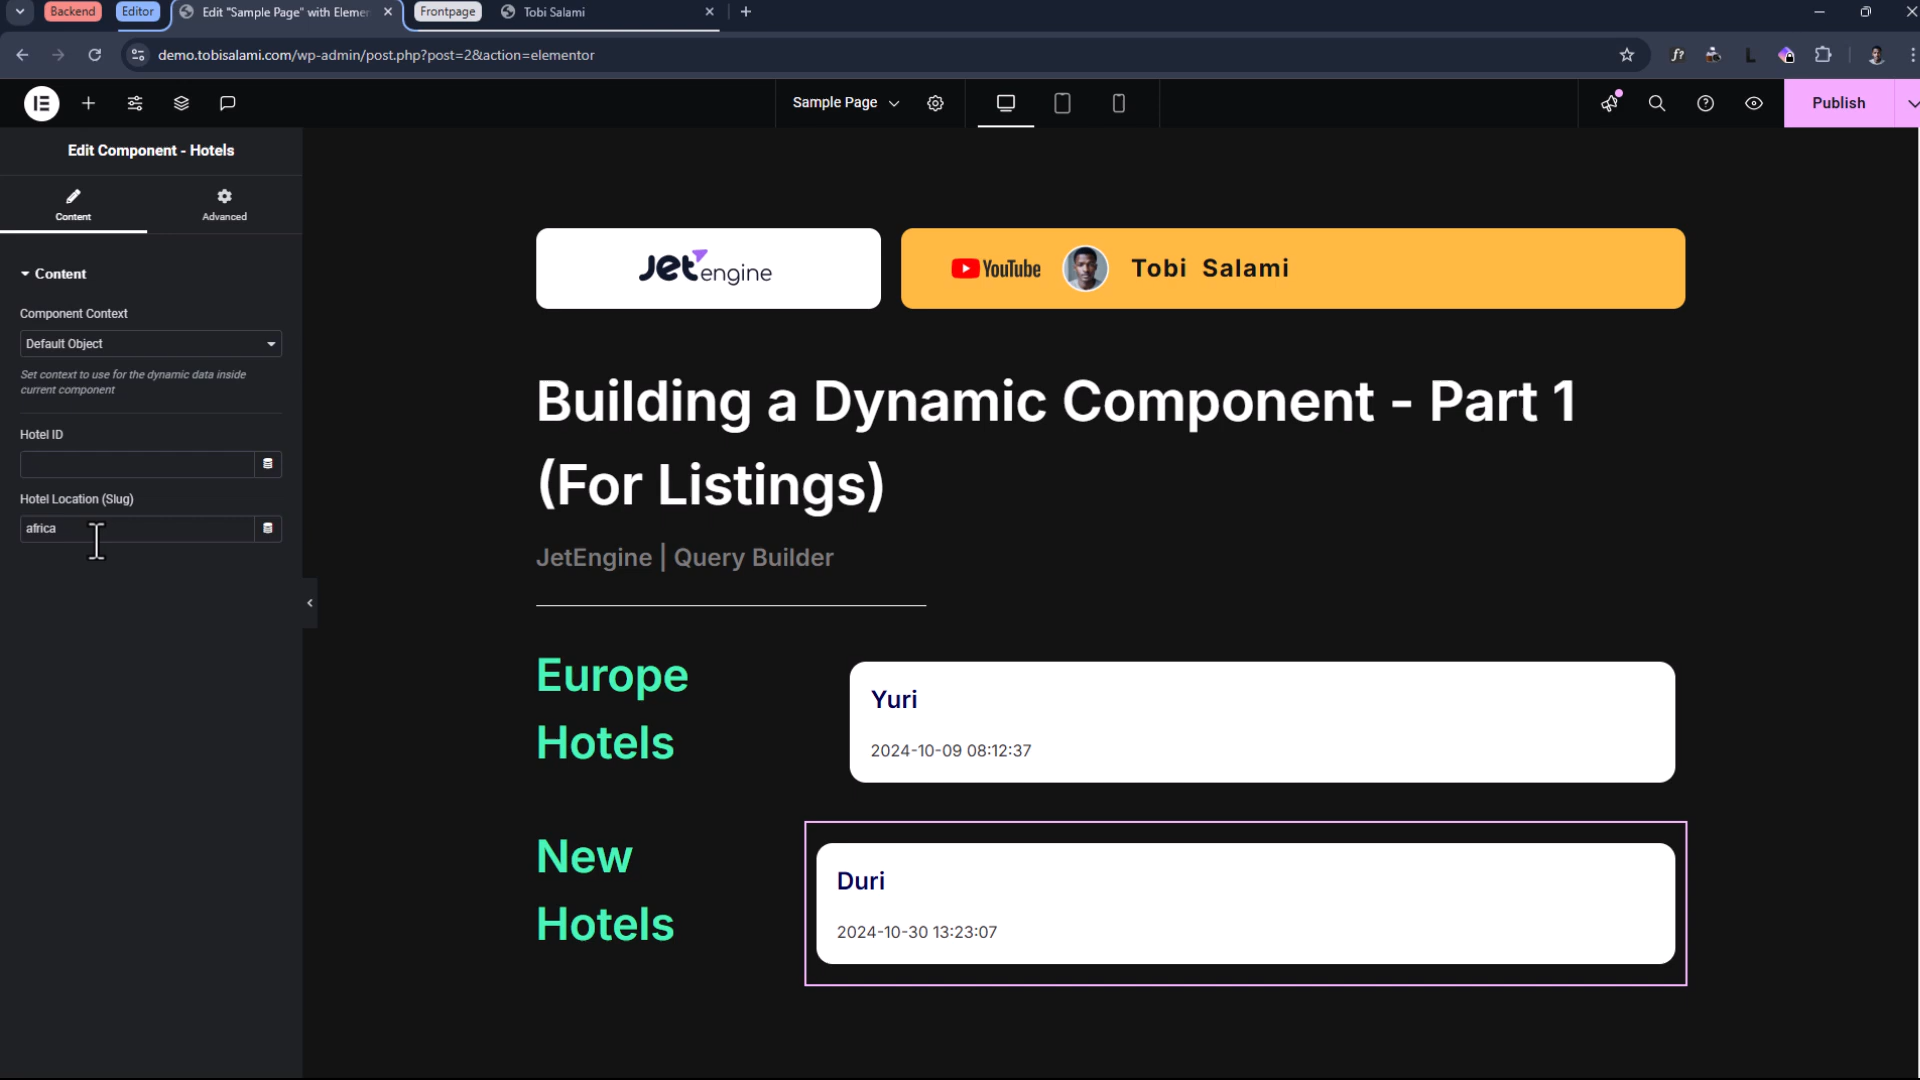 Backend
Editor
Edit "Sample Page" with Eleme
Frontpage
Tobi Salami
demo.tobisalami.com/wp-admin/post.php?post=2&action=elementor
f?
L
Sample Page
Publish
Edit Component - Hotels
Content
Advanced
Content
Component Context
Default Object
Set context to use for the dynamic data inside
current component
Hotel ID
Hotel Location (Slug)
africa
Jetengine
YouTube
Tobi Salami
Building a Dynamic Component - Part 1
(For Listings)
JetEngine | Query Builder
Europe
Hotels
Yuri
2024-10-09 08:12:37
New
Hotels
Duri
2024-10-30 13:23:07